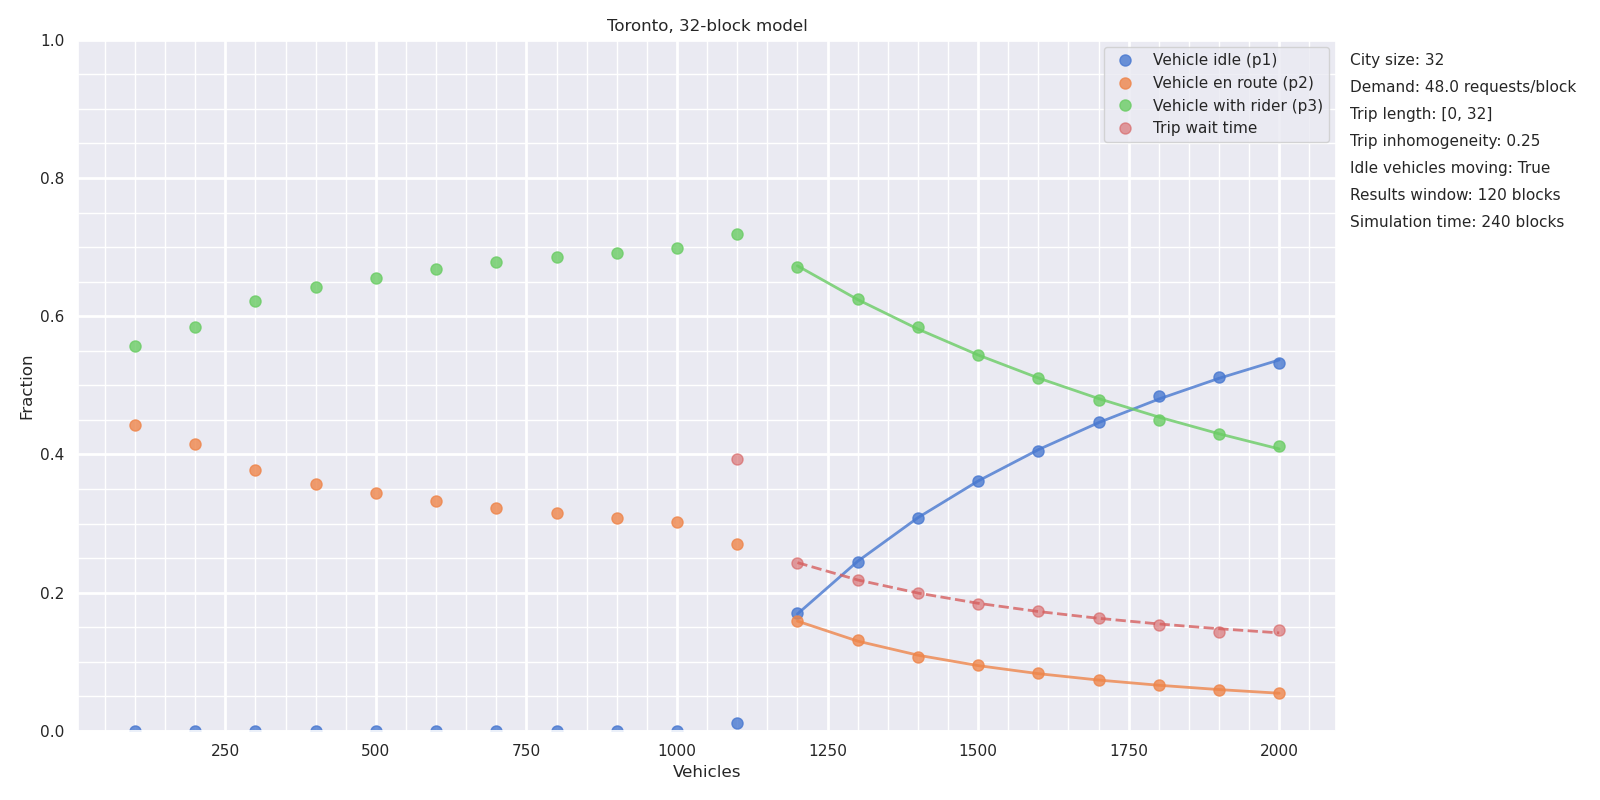 Toronto, 32-block model
1.0
0.8
0.6
0.4
0.2
0.0
Fraction
250
500
750
1000
1250
1500
1750
2000
Vehicles
Vehicle idle (p1)
Vehicle en route (p2)
Vehicle with rider (p3)
Trip wait time
City size: 32
Demand: 48.0 requests/block
Trip length: [0, 32]
Trip inhomogeneity: 0.25
Idle vehicles moving: True
Results window: 120 blocks
Simulation time: 240 blocks